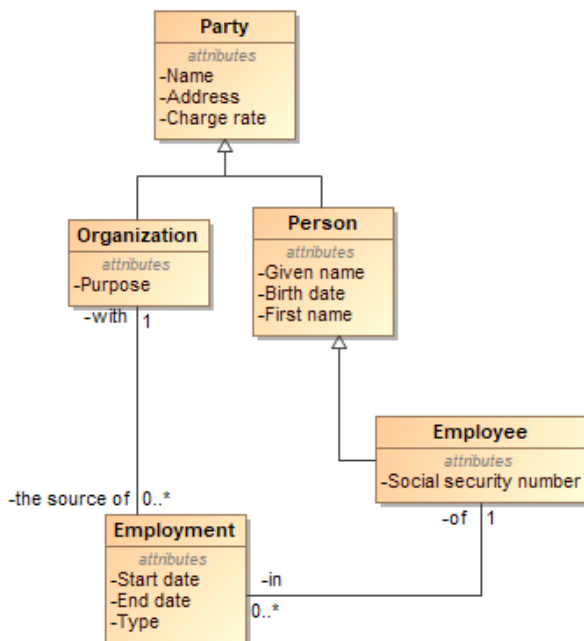 Party
attributes
-Name
-Address
-Charge rate
Organization
attributes
-Purpose
Person
attributes
-Given name
-Birth date
-First name
-with
1
Employee
attributes
-Social security number
-the source of
0..*
-of
1
Employment
attributes
-Start date
-End date
-Type
-in
0..*